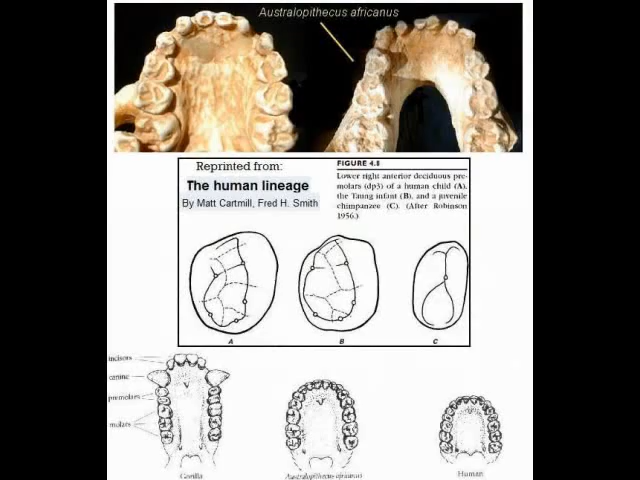 Australopithecus africanus
Reprinted from:
The human lineage
By Matt Cartmill, Fred H. Smith
FIGURE 4.8
Lower right anterior deciduous pre-
molars (dp3) of a human child (A),
the Taung infant (B), and a juvenile
chimpanzee (C). (After Robinson
1956.)
A B C
incisors
canine
premolars
molars
Gorilla Australopithecus africanus Human